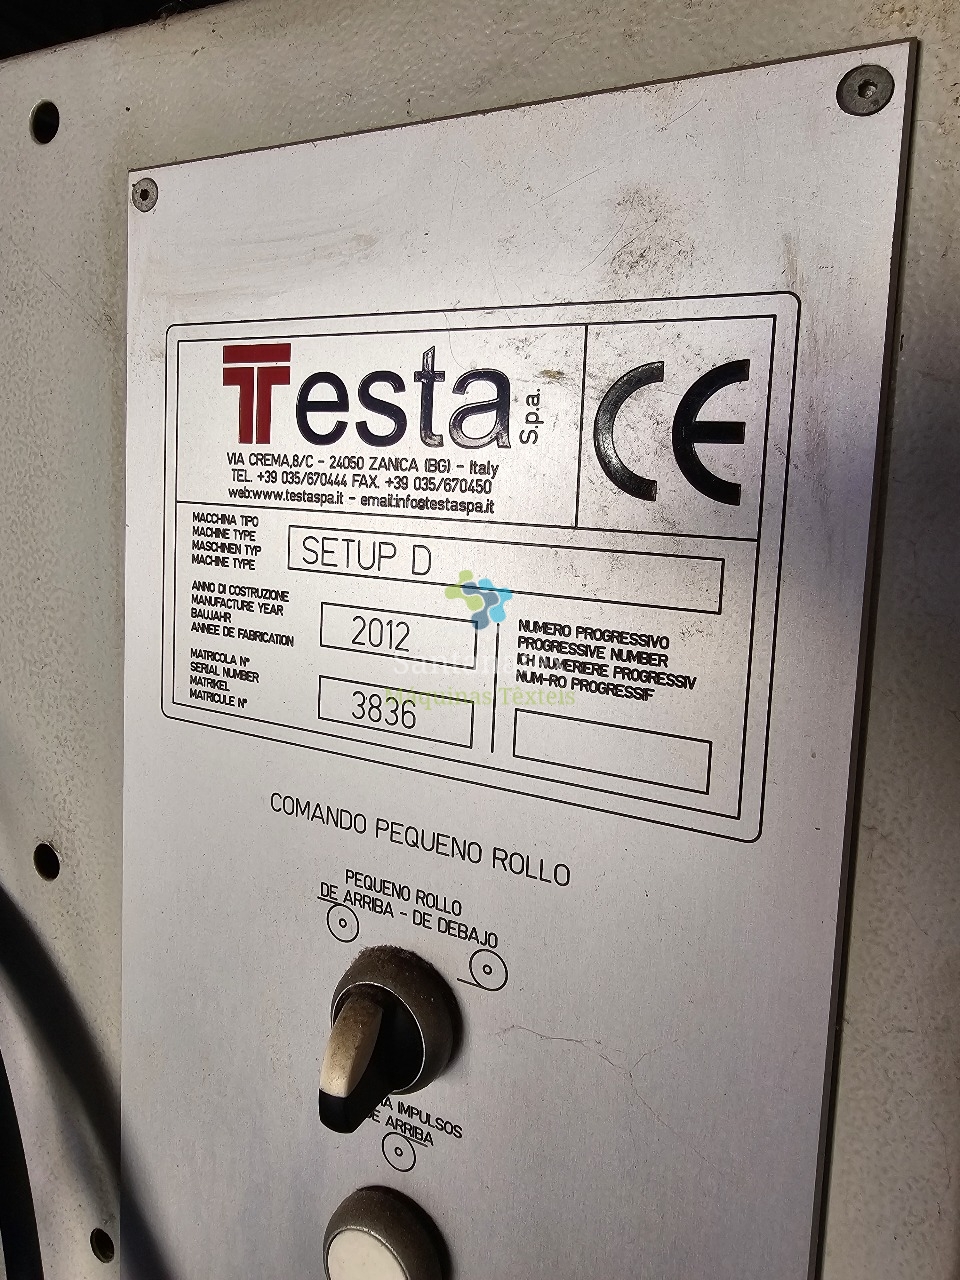 Testa S.p.a.
CE
VIA CREMA,8/C - 24050 ZANICA (BG) - Italy
TEL. +39 035/670444 FAX. +39 035/670450
web:www.testaspa.it - email:info@testaspa.it
MACCHINA TIPO
MACHINE TYPE
MASCHINEN TYP
MACHINE TYPE
SETUP D
ANNO DI COSTRUZIONE
MANUFACTURE YEAR
BAUJAHR
ANNEE DE FABRICATION
2012
MATRICOLA N°
SERIAL NUMBER
MATRIKEL
MATRICULE N°
3836
NUMERO PROGRESSIVO
PROGRESSIVE NUMBER
ICH NUMERIERE PROGRESSIV
NUM-RO PROGRESSIF
Máquinas Têxteis
COMANDO PEQUENO ROLLO
PEQUENO ROLLO
DE ARRIBA - DE DEBAJO
IMPULSOS
ARRIBA